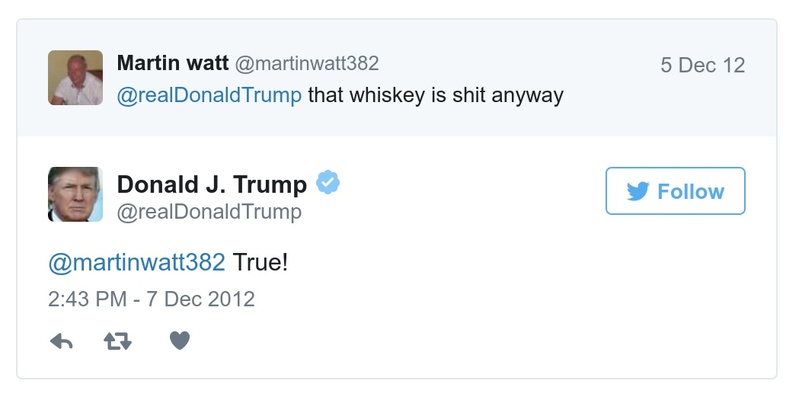 Martin watt @martinwatt382 5 Dec 12
@realDonaldTrump that whiskey is shit anyway
Donald J. Trump
@realDonaldTrump
Follow
@martinwatt382 True!
2:43 PM - 7 Dec 2012